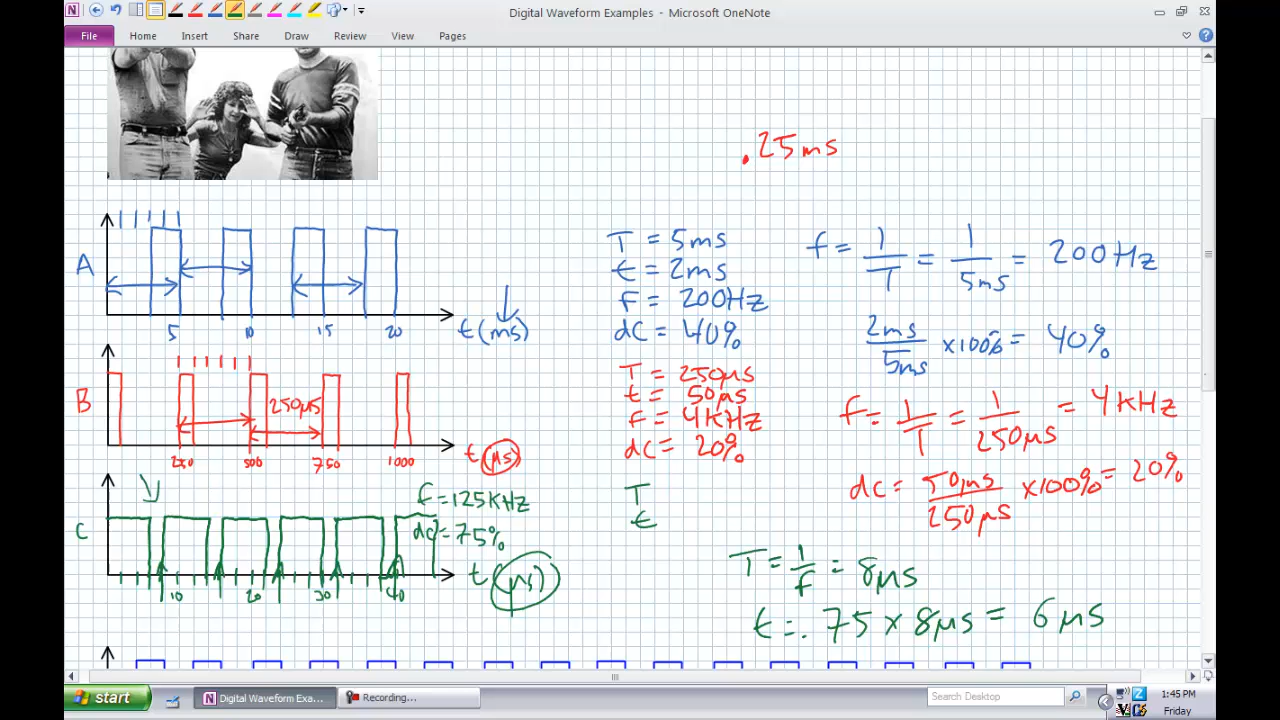 Digital Waveform Examples - Microsoft OneNote
File Home Insert Share Draw Review View Pages
.25ms
A
5 10 15 20
t(ms)
T = 5ms
t = 2ms
f = 200Hz
dC = 40%
f = 1/T = 1/5ms = 200Hz
2ms/5ms x100% = 40%
B
250µs
250 500 750 1000
t(µs)
T = 250µs
t = 50µs
f = 4KHz
dC = 20%
f = 1/T = 1/250µs = 4KHz
dC = 50µs/250µs x100% = 20%
C
f=125KHz
dC=75%
10 20 30 40
t(µs)
T
t
T = 1/f = 8µs
t = .75 x 8µs = 6µs
start
Digital Waveform Exa...
Recording...
Search Desktop
1:45 PM
Friday